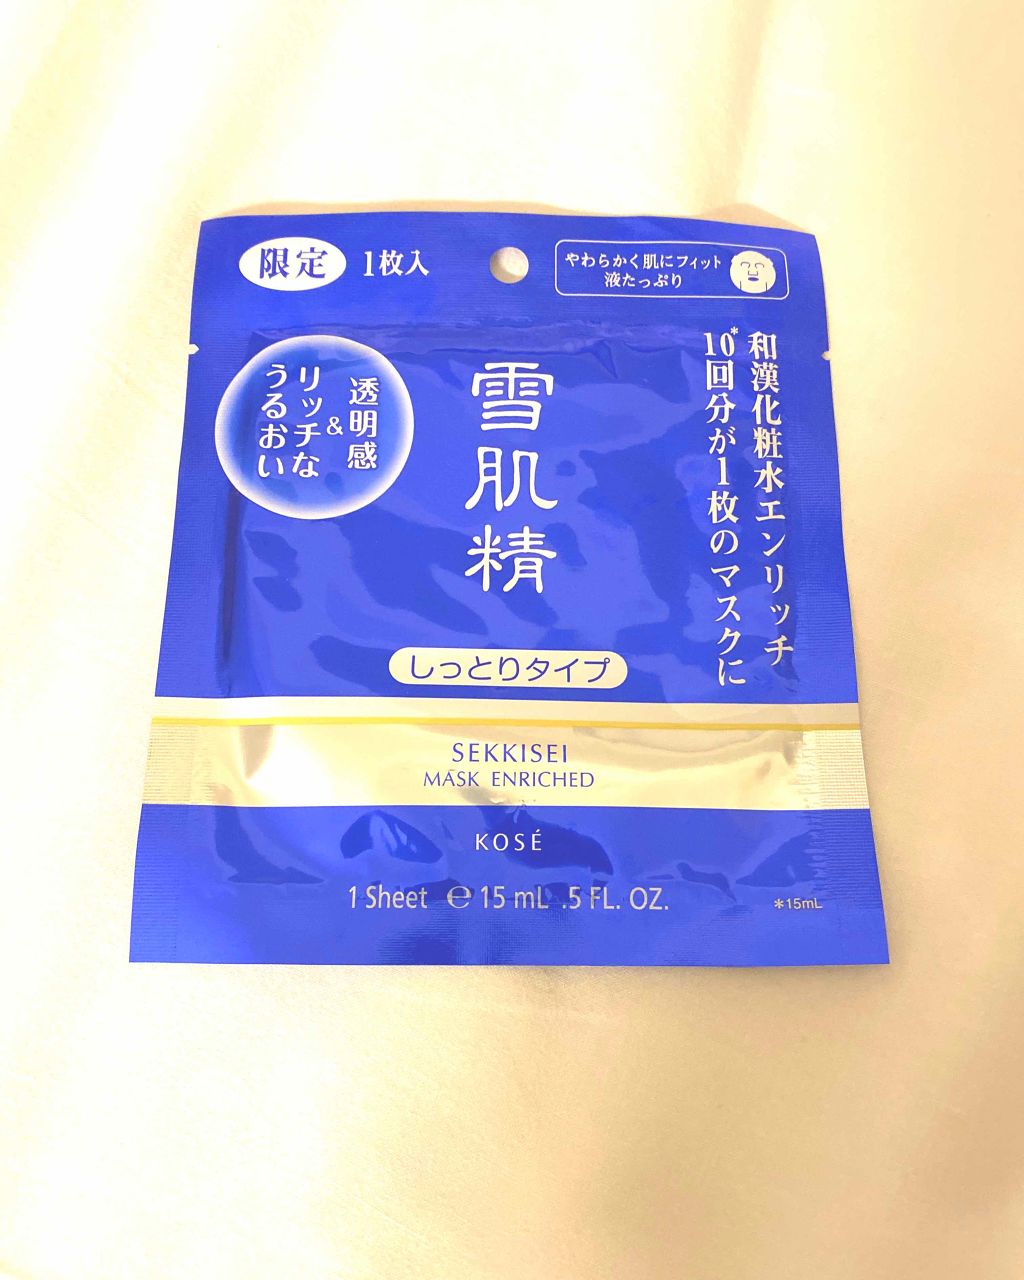 限定 1枚入
やわらかく肌にフィット
液たっぷり
和漢化粧水エンリッチ
10*回分が1枚のマスクに
透明感
&
リッチな
うるおい
雪肌精
しっとりタイプ
SEKKISEI
MASK ENRICHED
KOSÉ
1 Sheet ℮ 15 mL .5 FL. OZ.
*15mL